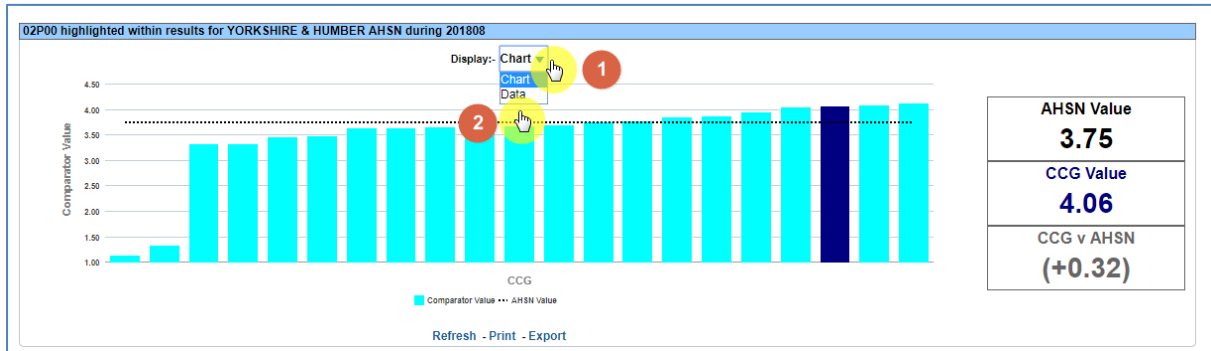 02P00 highlighted within results for YORKSHIRE & HUMBER AHSN during 201808
Display:- Chart
1
Chart
Data
2
4.50
4.00
3.50
3.00
2.50
2.00
1.50
1.00
Comparator Value
CCG
Comparator Value AHSN Value
Refresh - Print - Export
AHSN Value
3.75
CCG Value
4.06
CCG v AHSN
(+0.32)